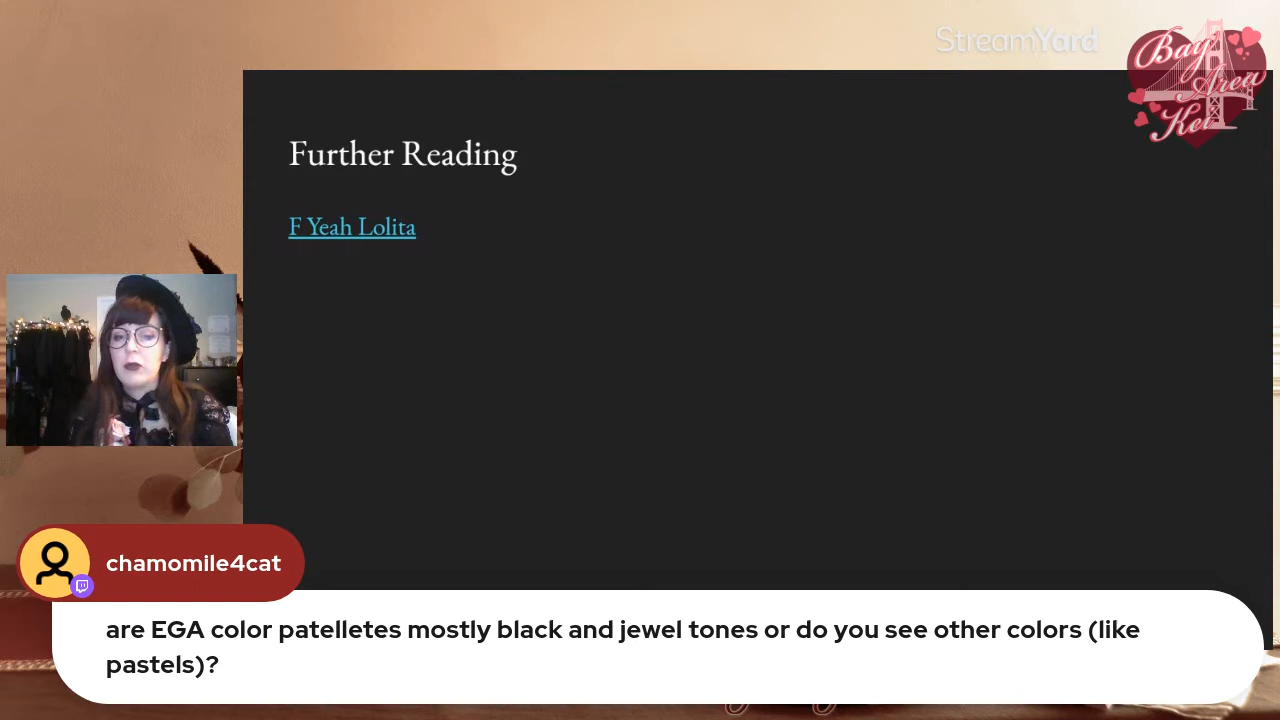 StreamYard
Bay
Area
Kei
Further Reading
F Yeah Lolita
chamomile4cat
are EGA color patelletes mostly black and jewel tones or do you see other colors (like
pastels)?